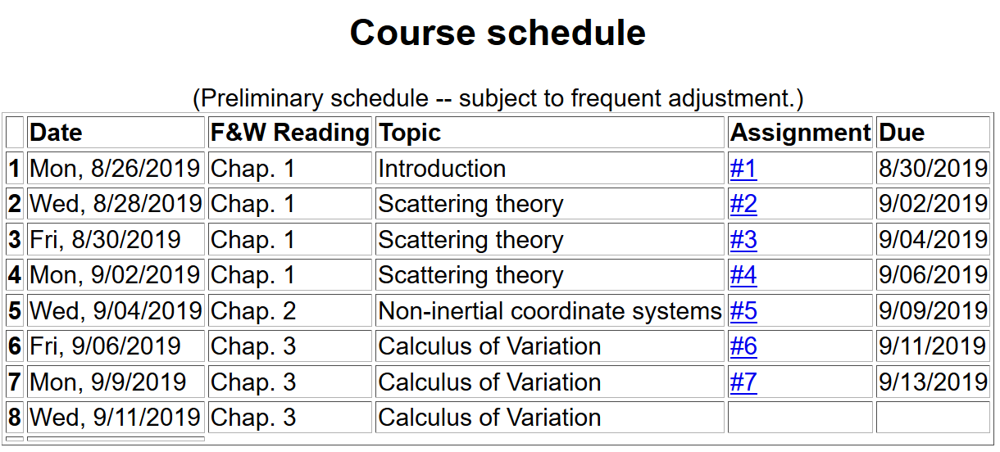 Course schedule
(Preliminary schedule -- subject to frequent adjustment.)
Date F&W Reading Topic Assignment Due
1 Mon, 8/26/2019 Chap. 1 Introduction #1 8/30/2019
2 Wed, 8/28/2019 Chap. 1 Scattering theory #2 9/02/2019
3 Fri, 8/30/2019 Chap. 1 Scattering theory #3 9/04/2019
4 Mon, 9/02/2019 Chap. 1 Scattering theory #4 9/06/2019
5 Wed, 9/04/2019 Chap. 2 Non-inertial coordinate systems #5 9/09/2019
6 Fri, 9/06/2019 Chap. 3 Calculus of Variation #6 9/11/2019
7 Mon, 9/9/2019 Chap. 3 Calculus of Variation #7 9/13/2019
8 Wed, 9/11/2019 Chap. 3 Calculus of Variation